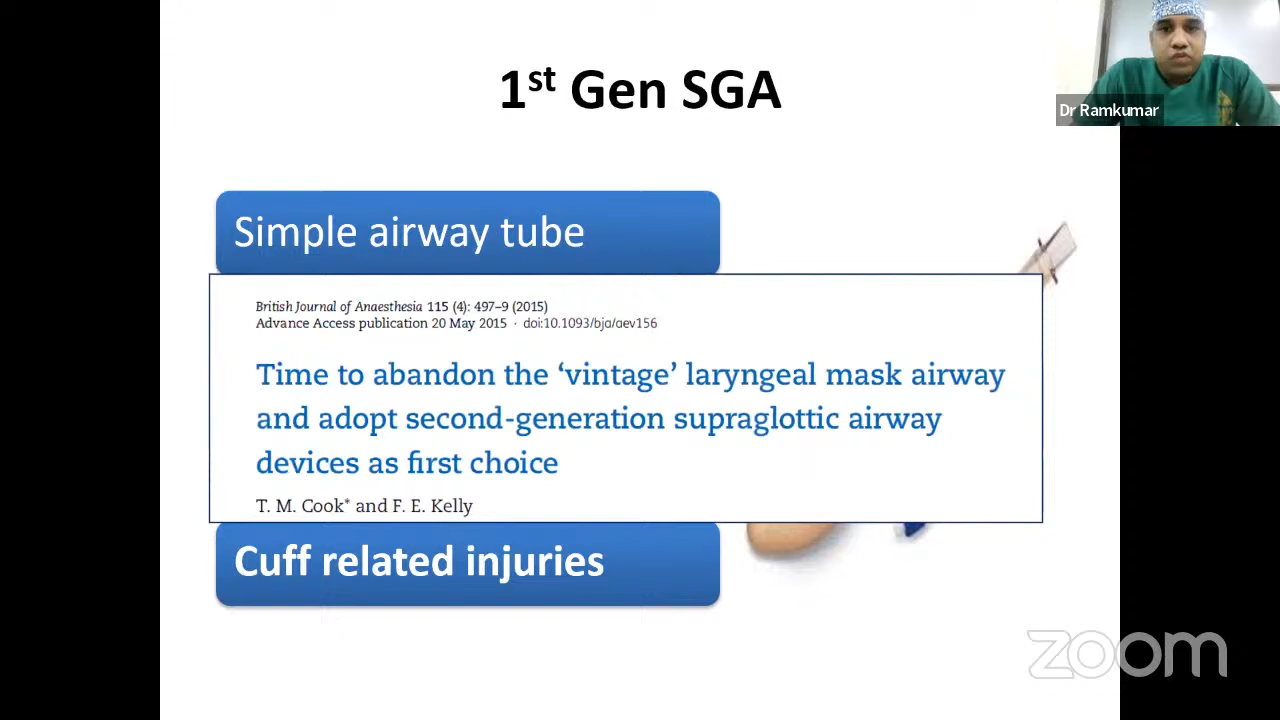 1st Gen SGA
Dr Ramkumar
Simple airway tube
British Journal of Anaesthesia 115 (4): 497–9 (2015)
Advance Access publication 20 May 2015 · doi:10.1093/bja/aev156
Time to abandon the ‘vintage’ laryngeal mask airway
and adopt second-generation supraglottic airway
devices as first choice
T. M. Cook* and F. E. Kelly
Cuff related injuries
zoom